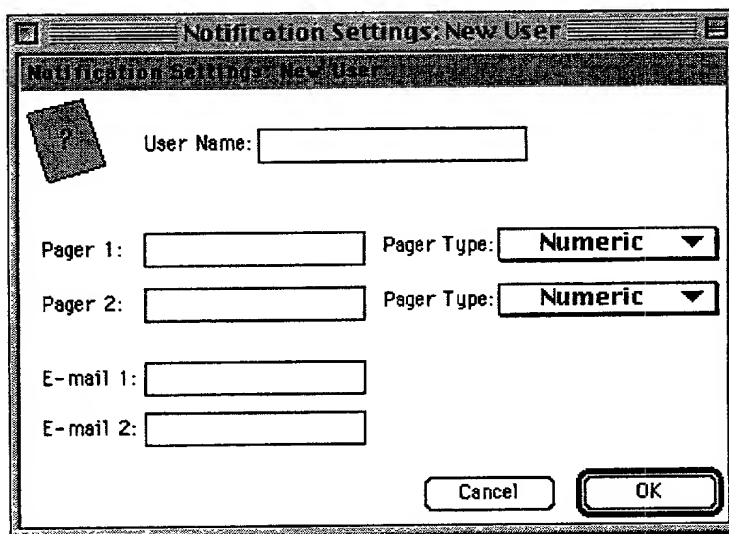 Notification Settings: New User
Notification Settings: New User
?
User Name:
Pager 1: Pager Type: Numeric
Pager 2: Pager Type: Numeric
E-mail 1:
E-mail 2:
Cancel OK